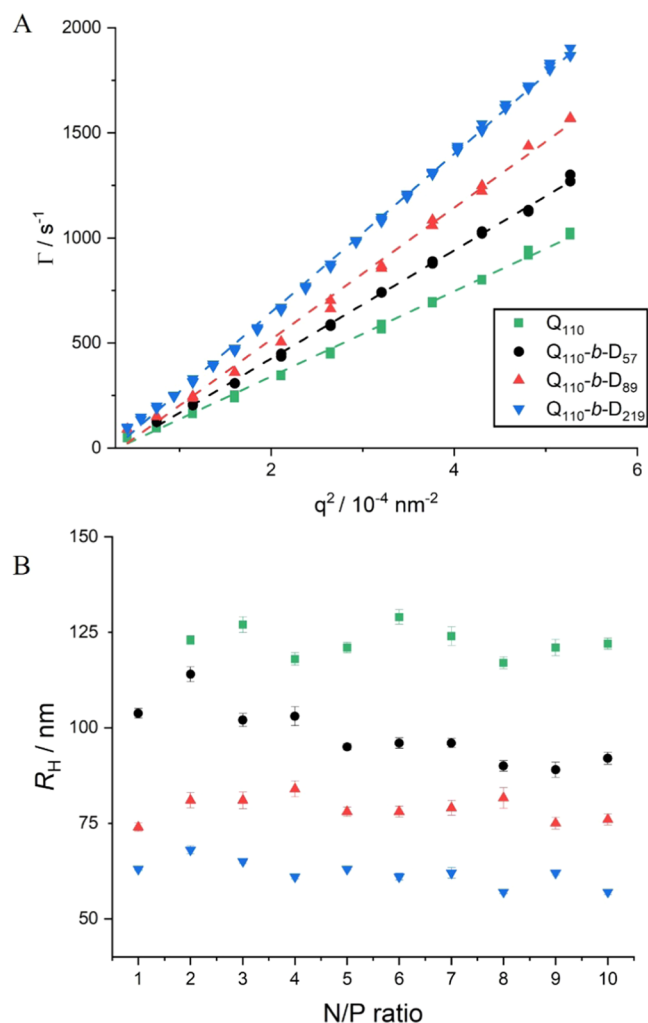 A
2000
1500
1000
500
0
Γ / s⁻¹
Q₁₁₀
Q₁₁₀-b-D₅₇
Q₁₁₀-b-D₈₉
Q₁₁₀-b-D₂₁₉
2 4 6
q² / 10⁻⁴ nm⁻²
B
150
125
100
75
50
R_H / nm
1 2 3 4 5 6 7 8 9 10
N/P ratio